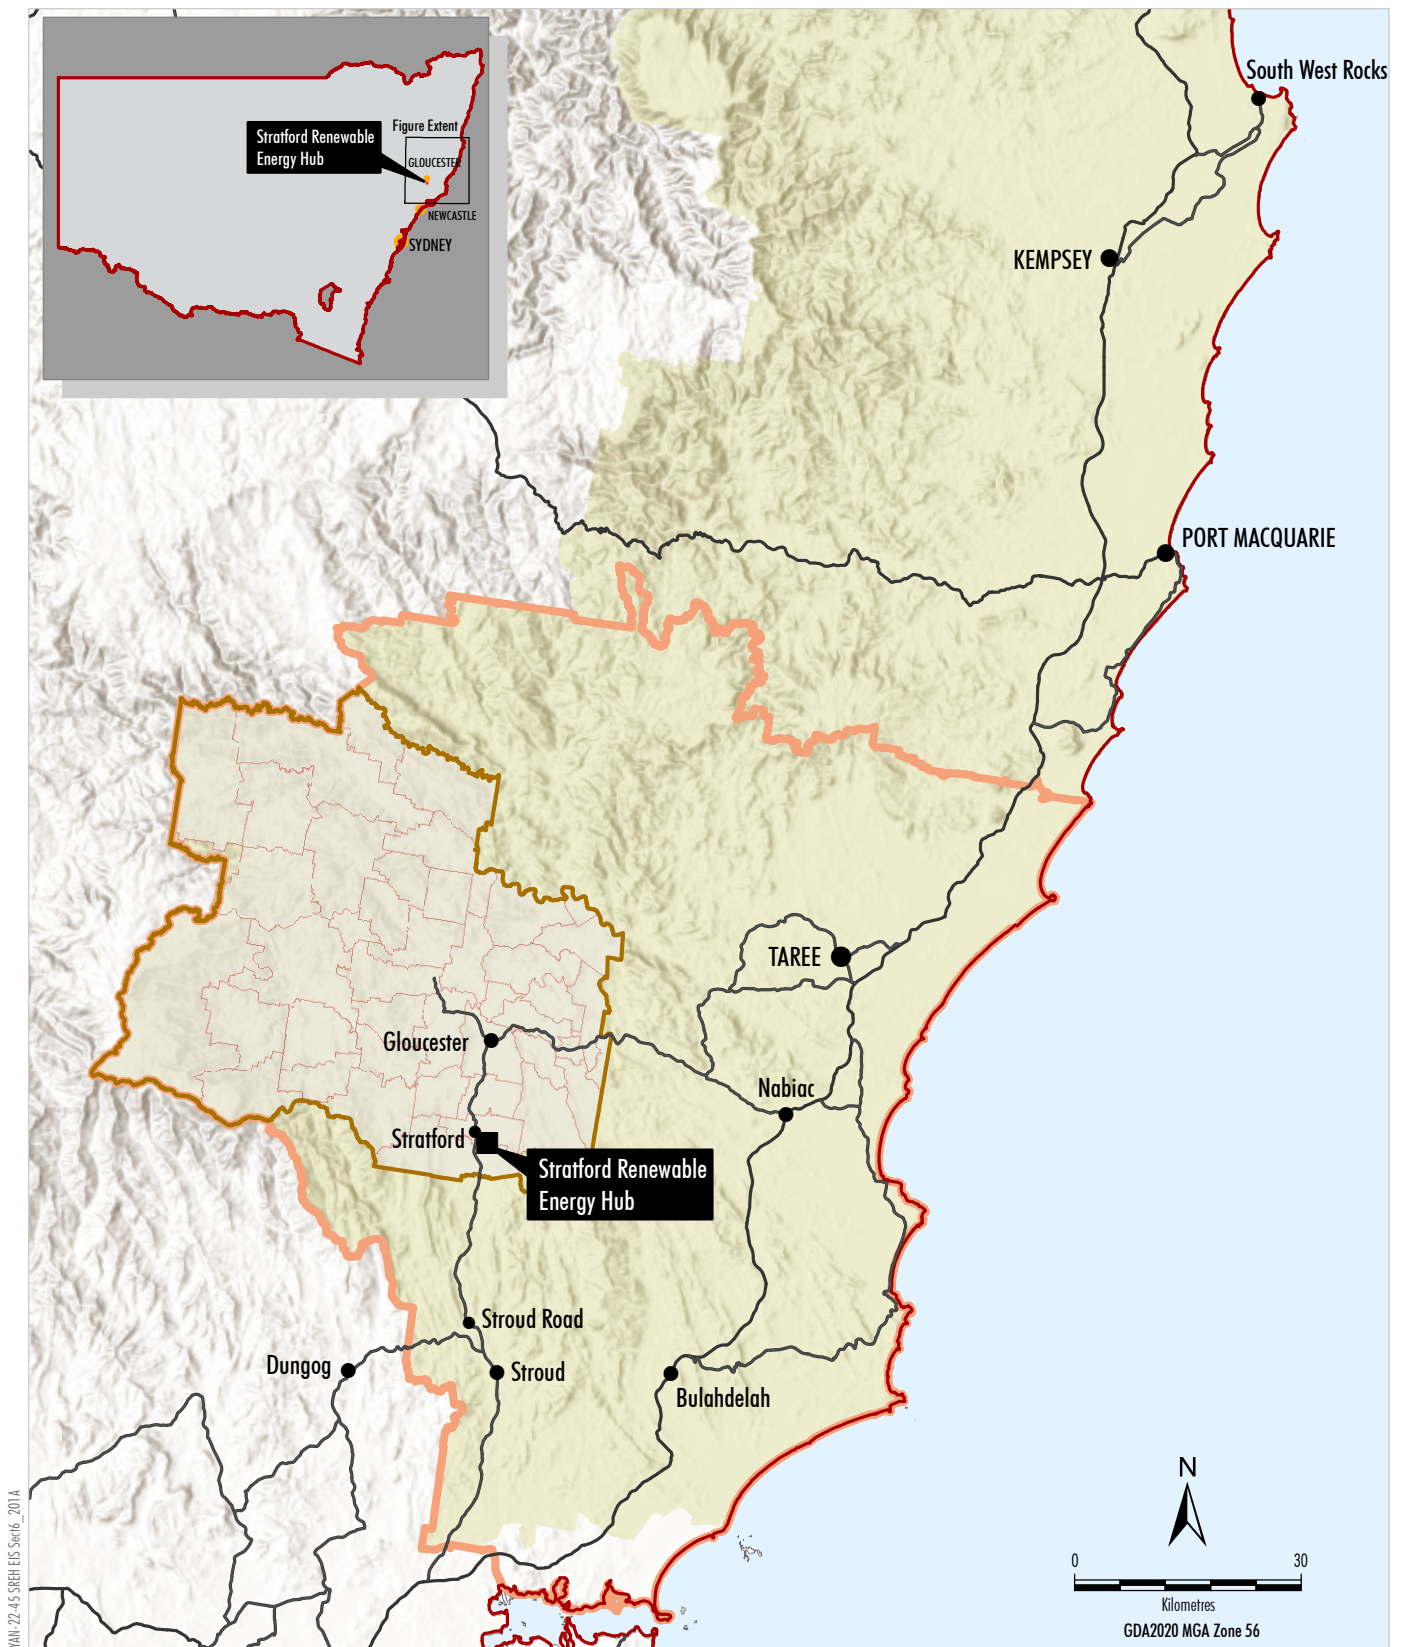 South West Rocks
Figure Extent
Stratford Renewable
Energy Hub
GLOUCESTER
NEWCASTLE
SYDNEY
KEMPSEY
PORT MACQUARIE
TAREE
Gloucester
Nabiac
Stratford
Stratford Renewable
Energy Hub
Stroud Road
Dungog
Stroud
Bulahdelah
N
0 30
Kilometres
GDA2020 MGA Zone 56
YAN-22-45 SREH EIS Sect6_201A